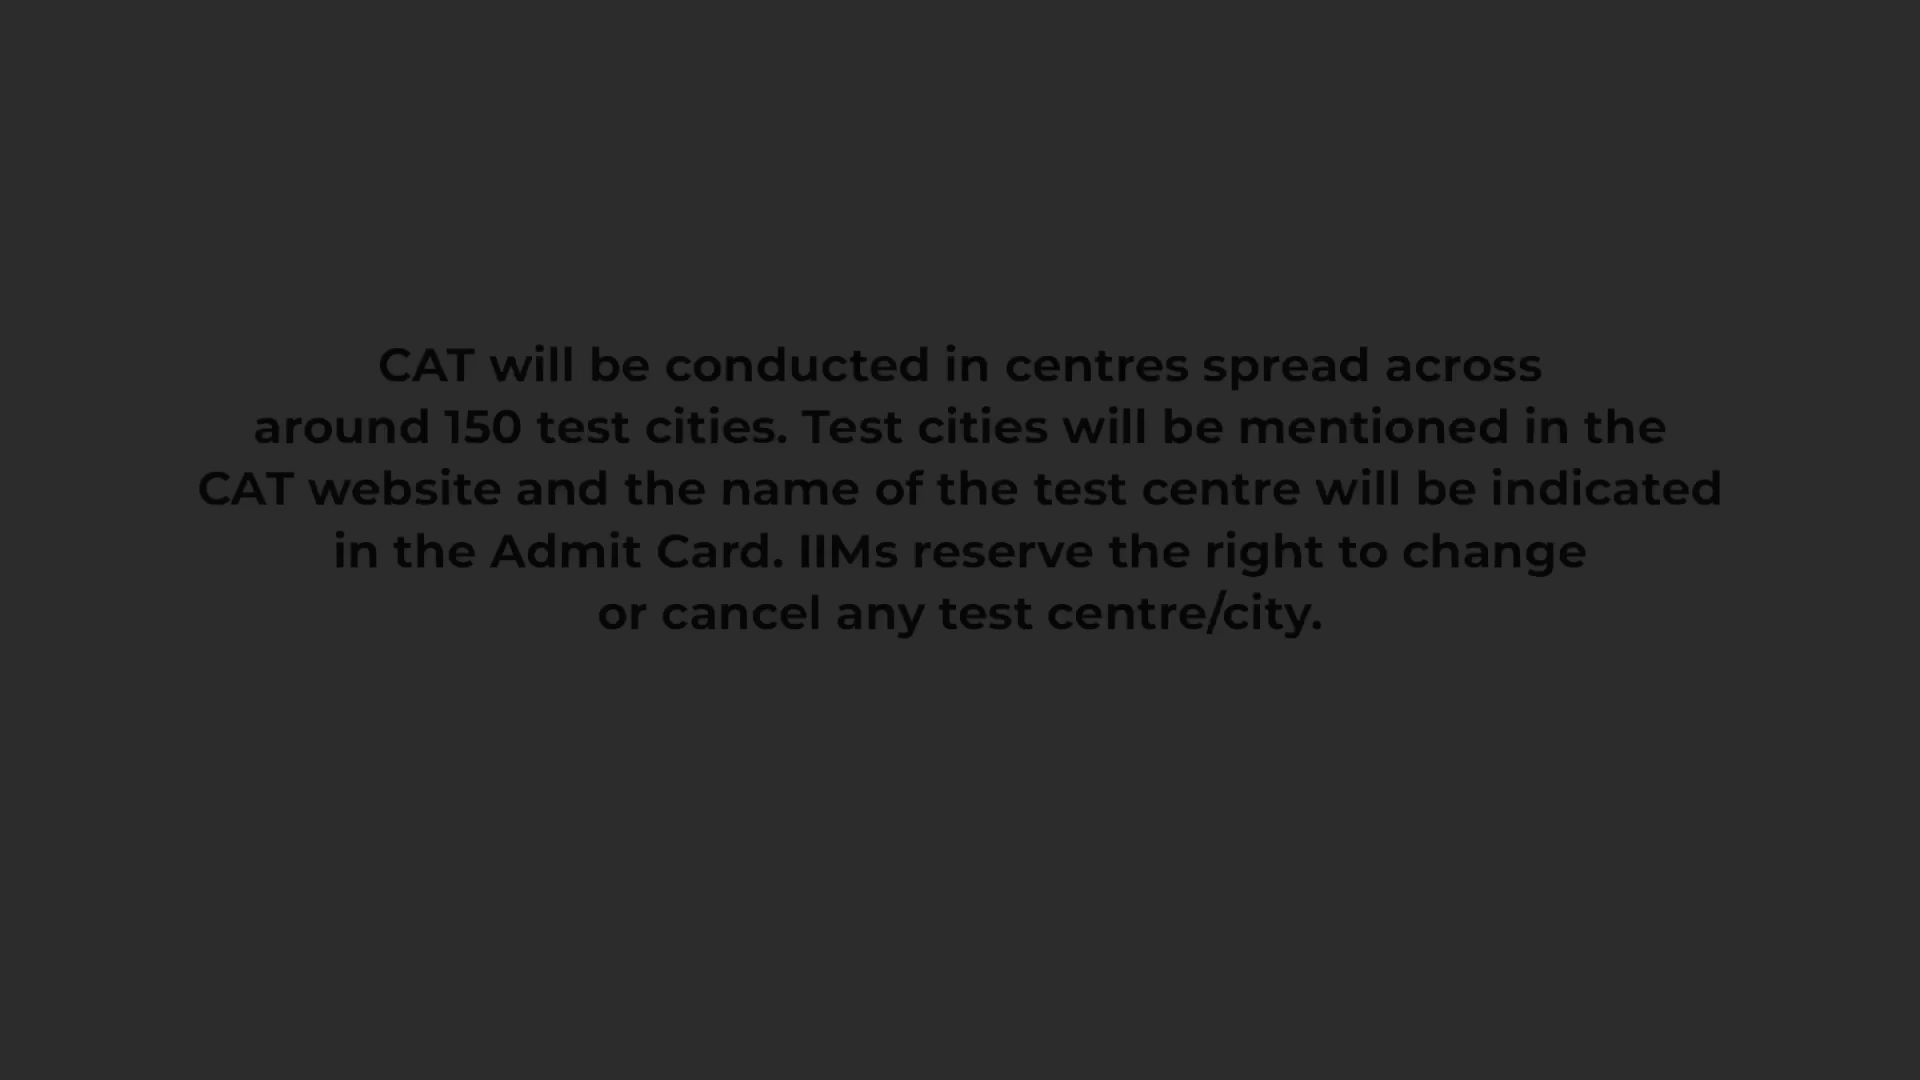 CAT will be conducted in centres spread across
around 150 test cities. Test cities will be mentioned in the
CAT website and the name of the test centre will be indicated
in the Admit Card. IIMs reserve the right to change
or cancel any test centre/city.